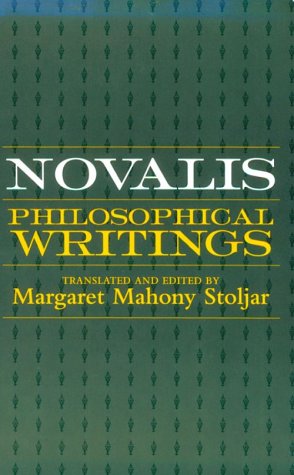 NOVALIS
PHILOSOPHICAL
WRITINGS
TRANSLATED AND EDITED BY
Margaret Mahony Stoljar